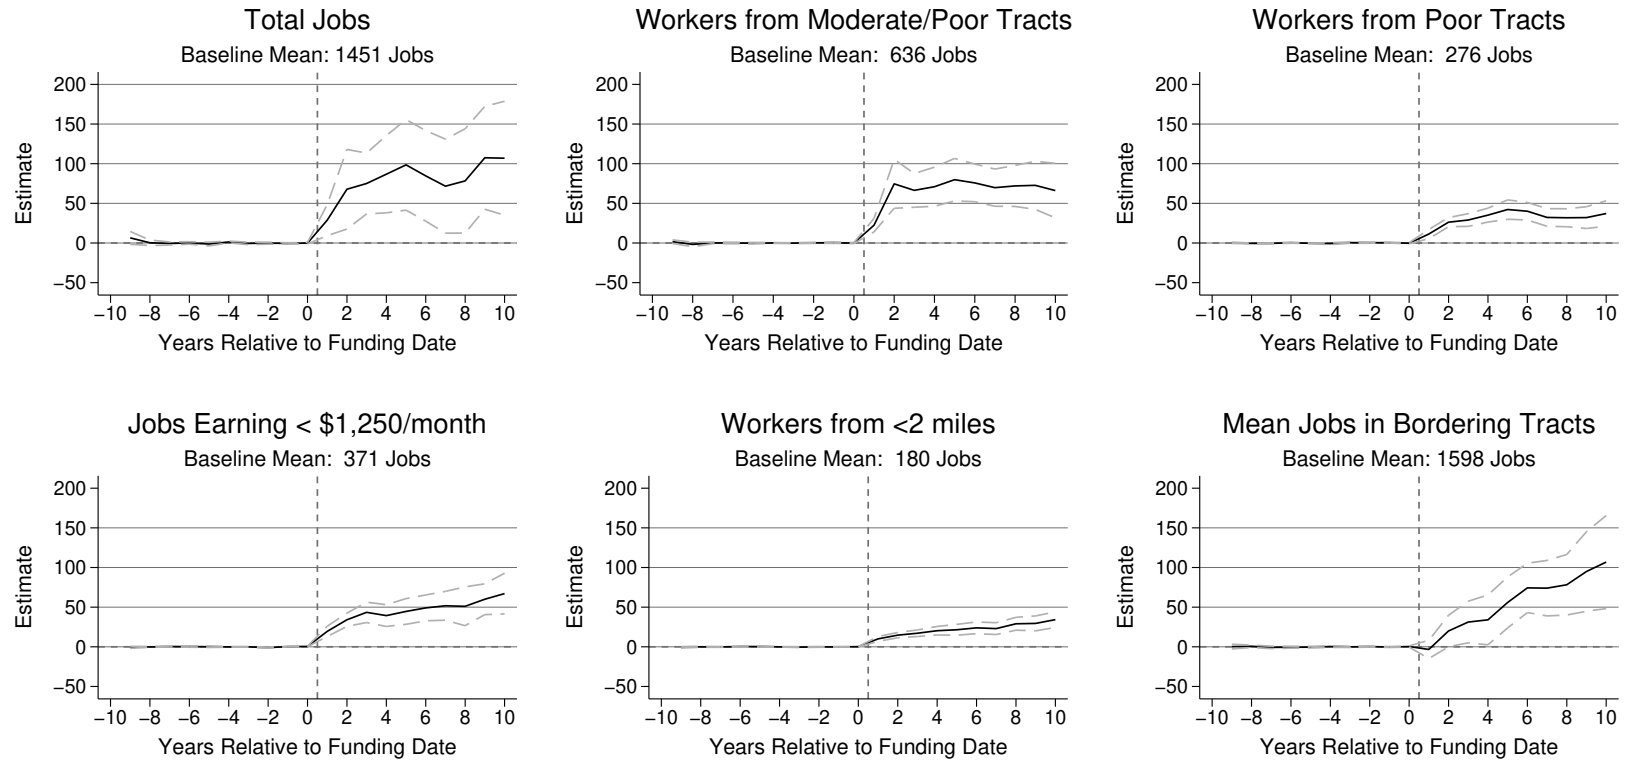 Total Jobs
Baseline Mean: 1451 Jobs
200
150
100
50
0
−50
Estimate
−10 −8 −6 −4 −2 0 2 4 6 8 10
Years Relative to Funding Date
Workers from Moderate/Poor Tracts
Baseline Mean: 636 Jobs
200
150
100
50
0
−50
Estimate
−10 −8 −6 −4 −2 0 2 4 6 8 10
Years Relative to Funding Date
Workers from Poor Tracts
Baseline Mean: 276 Jobs
200
150
100
50
0
−50
Estimate
−10 −8 −6 −4 −2 0 2 4 6 8 10
Years Relative to Funding Date
Jobs Earning < $1,250/month
Baseline Mean: 371 Jobs
200
150
100
50
0
−50
Estimate
−10 −8 −6 −4 −2 0 2 4 6 8 10
Years Relative to Funding Date
Workers from <2 miles
Baseline Mean: 180 Jobs
200
150
100
50
0
−50
Estimate
−10 −8 −6 −4 −2 0 2 4 6 8 10
Years Relative to Funding Date
Mean Jobs in Bordering Tracts
Baseline Mean: 1598 Jobs
200
150
100
50
0
−50
Estimate
−10 −8 −6 −4 −2 0 2 4 6 8 10
Years Relative to Funding Date